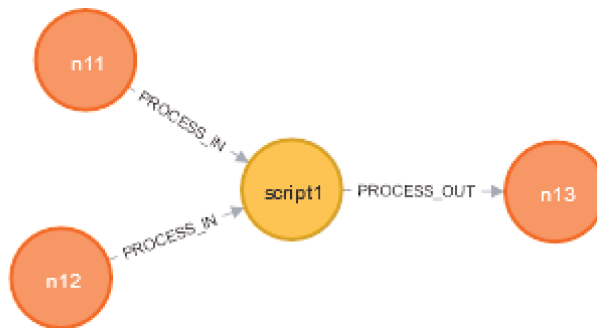 n11
PROCESS_IN
script1
PROCESS_OUT
n13
PROCESS_IN
n12